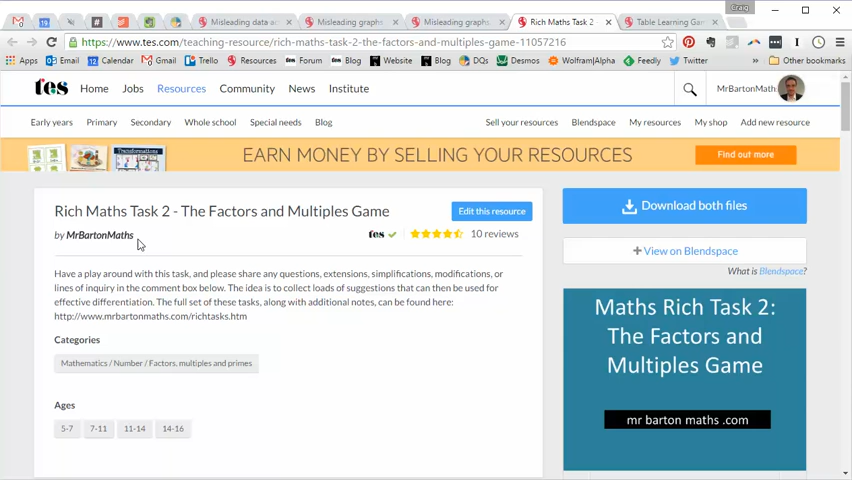 Craig
Misleading data a
Misleading graphs
Misleading graphs
Rich Maths Task 2
Table Learning Gam
https://www.tes.com/teaching-resource/rich-maths-task-2-the-factors-and-multiples-game-11057216
Apps Email Calendar Gmail Trello Resources Forum Blog Website Blog DQs Desmos Wolfram|Alpha Feedly Twitter Other bookmarks
tes Home Jobs Resources Community News Institute MrBartonMaths
Early years Primary Secondary Whole school Special needs Blog Sell your resources Blendspace My resources My shop Add new resource
EARN MONEY BY SELLING YOUR RESOURCES Find out more
Rich Maths Task 2 - The Factors and Multiples Game Edit this resource
by MrBartonMaths tes 10 reviews
Have a play around with this task, and please share any questions, extensions, simplifications, modifications, or
lines of inquiry in the comment box below. The idea is to collect loads of suggestions that can then be used for
effective differentiation. The full set of these tasks, along with additional notes, can be found here:
http://www.mrbartonmaths.com/richtasks.htm
Categories
Mathematics / Number / Factors, multiples and primes
Ages
5-7 7-11 11-14 14-16
Download both files
+ View on Blendspace
What is Blendspace?
Maths Rich Task 2:
The Factors and
Multiples Game
mr barton maths .com